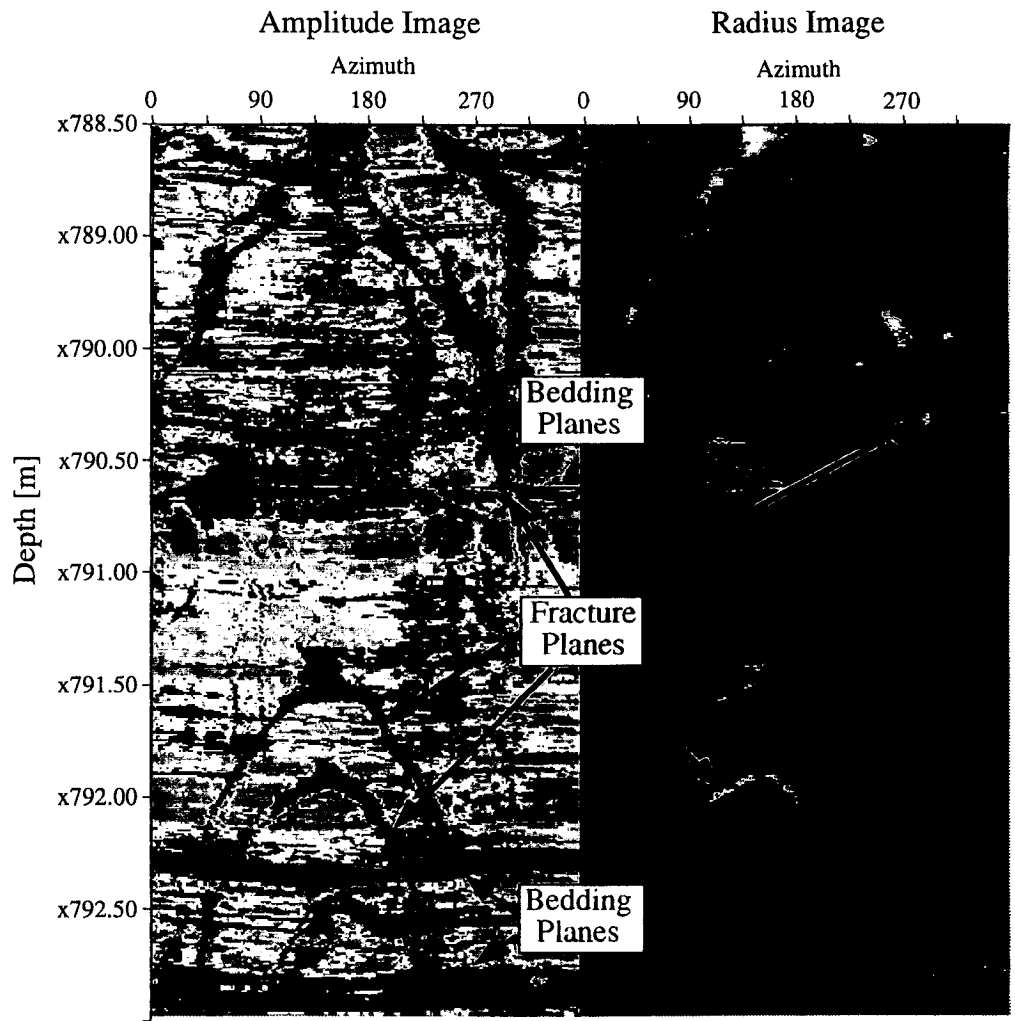 Amplitude Image
Radius Image
Azimuth
Azimuth
0 90 180 270 0 90 180 270
x788.50
x789.00
x790.00
x790.50
x791.00
x791.50
x792.00
x792.50
Depth [m]
Bedding
Planes
Fracture
Planes
Bedding
Planes